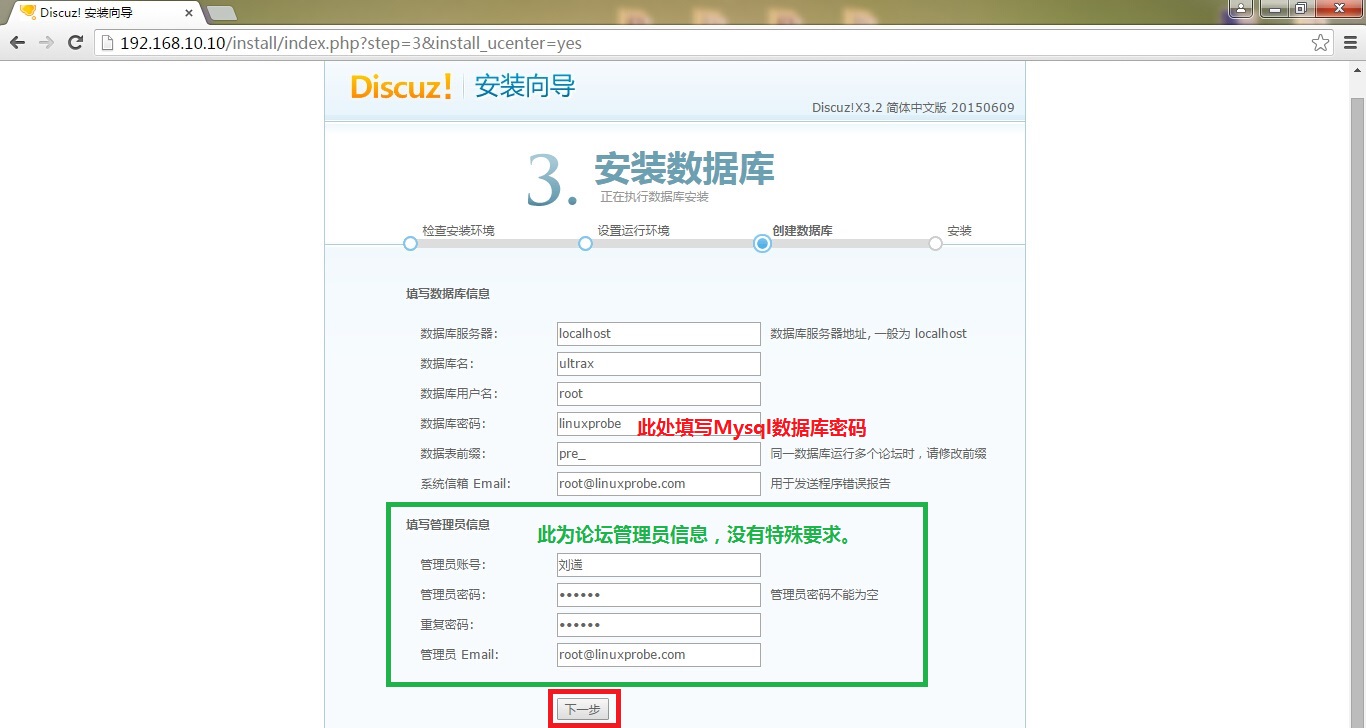 Discuz! 安装向导
192.168.10.10/install/index.php?step=3&install_ucenter=yes
Discuz! 安装向导
Discuz!X3.2 简体中文版 20150609
3. 安装数据库
正在执行数据库安装
检查安装环境 设置运行环境 创建数据库 安装
填写数据库信息
数据库服务器: localhost 数据库服务器地址, 一般为 localhost
数据库名: ultrax
数据库用户名: root
数据库密码: linuxprobe 此处填写Mysql数据库密码
数据表前缀: pre_ 同一数据库运行多个论坛时，请修改前缀
系统信箱 Email: root@linuxprobe.com 用于发送程序错误报告
填写管理员信息 此为论坛管理员信息，没有特殊要求。
管理员账号: 刘遄
管理员密码: •••••• 管理员密码不能为空
重复密码: ••••••
管理员 Email: root@linuxprobe.com
下一步